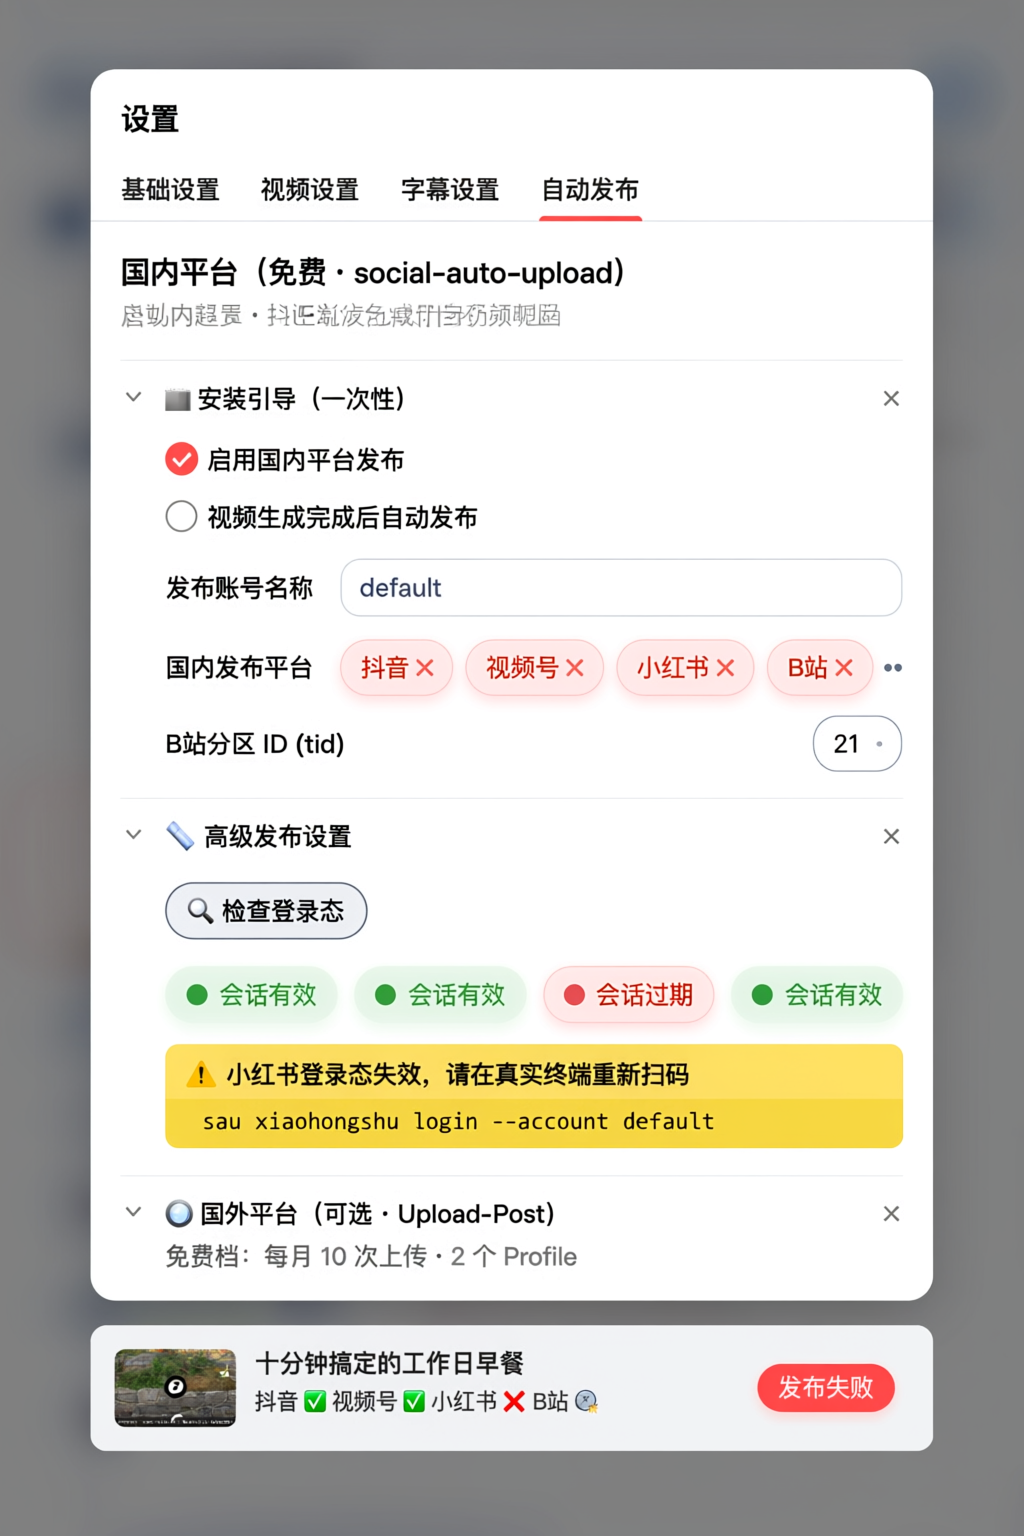 设置
基础设置 视频设置 字幕设置 自动发布
国内平台（免费 · social-auto-upload）
安装引导（一次性）
启用国内平台发布
视频生成完成后自动发布
发布账号名称 default
国内发布平台 抖音 视频号 小红书 B站
B站分区 ID (tid) 21
高级发布设置
检查登录态
会话有效 会话有效 会话过期 会话有效
小红书登录态失效，请在真实终端重新扫码
sau xiaohongshu login --account default
国外平台（可选 · Upload-Post）
免费档：每月 10 次上传 · 2 个 Profile
十分钟搞定的工作日早餐
抖音 ✅ 视频号 ✅ 小红书 ❌ B站
发布失败